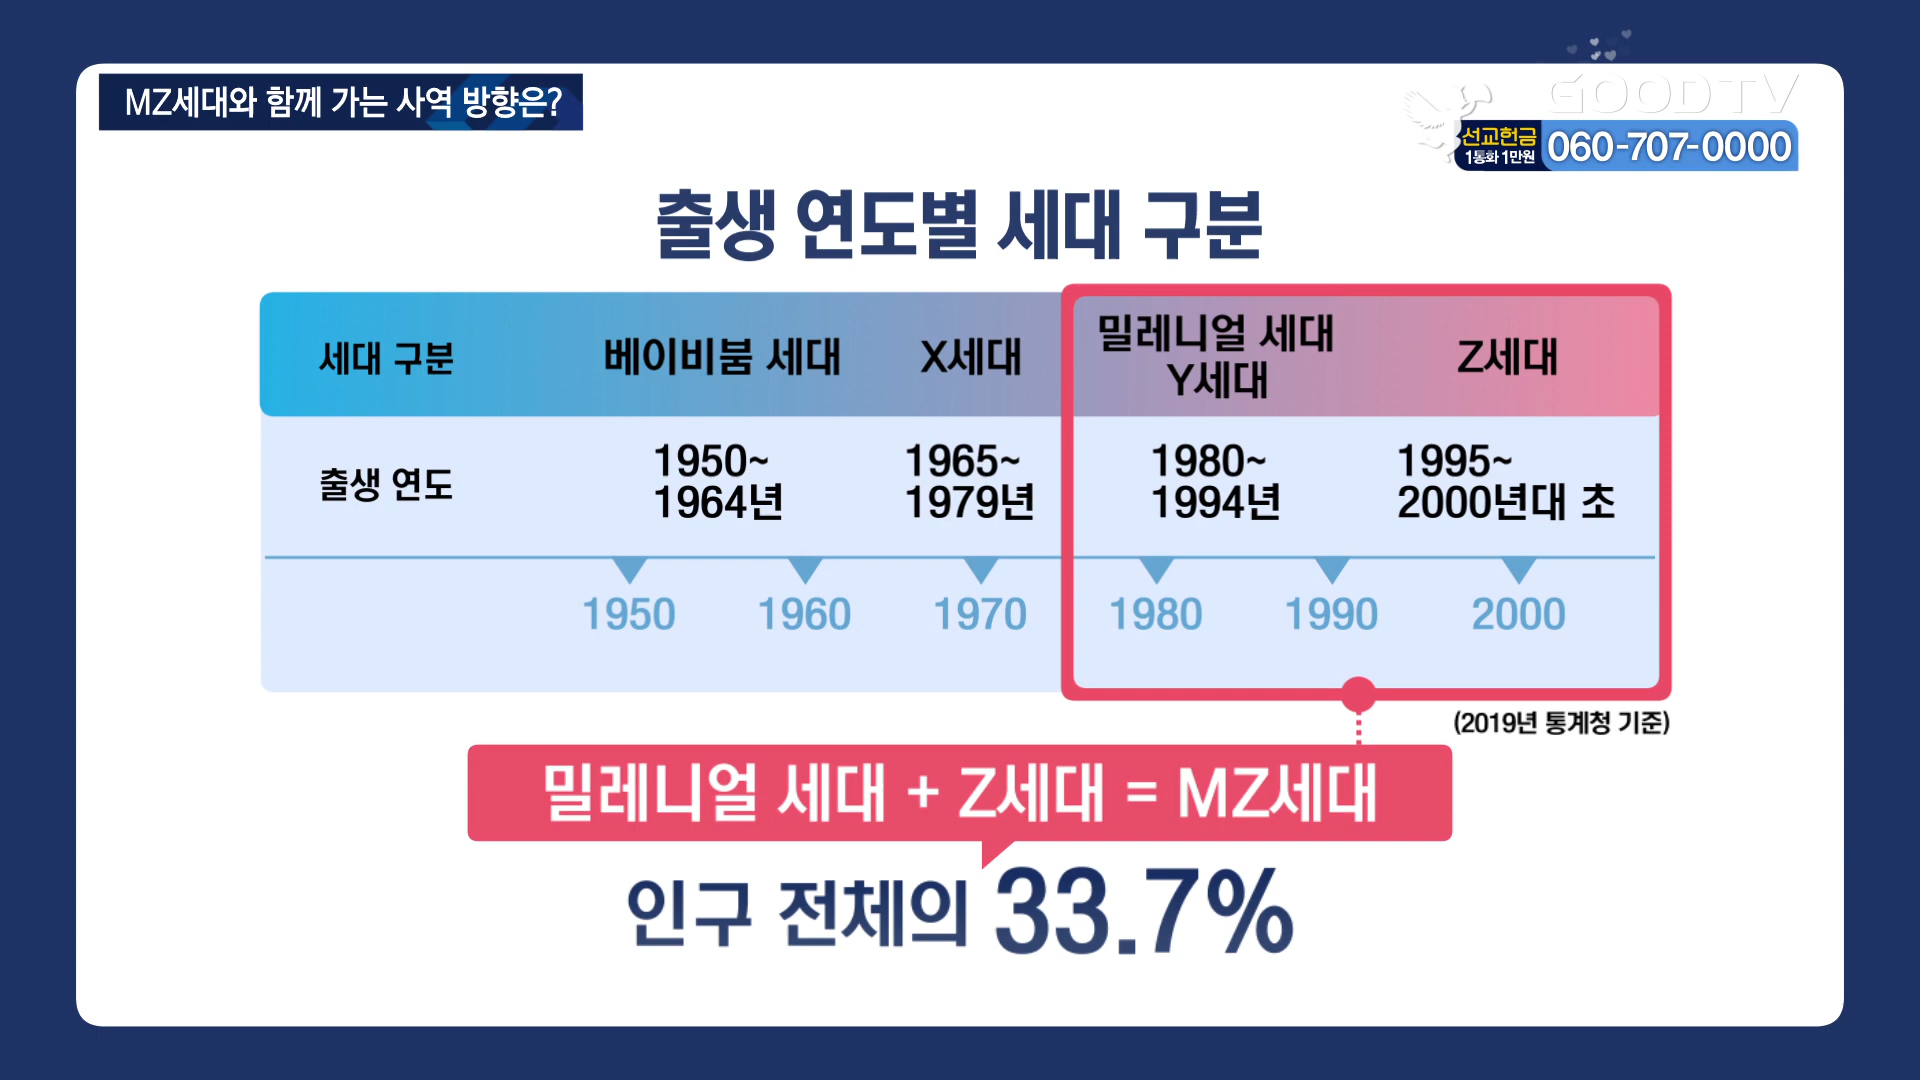 MZ세대와 함께 가는 사역 방향은?
GOODTV
선교헌금
1통화 1만원
060-707-0000
출생 연도별 세대 구분
세대 구분
베이비붐 세대
X세대
밀레니얼 세대
Y세대
Z세대
출생 연도
1950~
1964년
1965~
1979년
1980~
1994년
1995~
2000년대 초
1950
1960
1970
1980
1990
2000
(2019년 통계청 기준)
밀레니얼 세대 + Z세대 = MZ세대
인구 전체의 33.7%